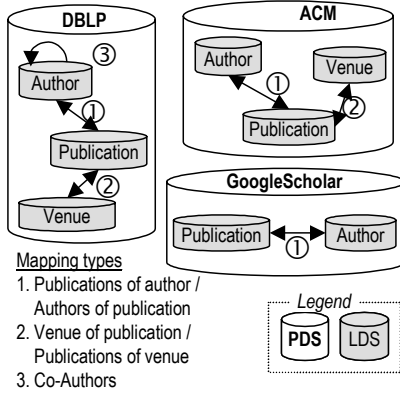 DBLP
③
Author
①
Publication
②
Venue
ACM
Author
Venue
①
②
Publication
GoogleScholar
Publication
Author
①
Mapping types
1. Publications of author /
Authors of publication
2. Venue of publication /
Publications of venue
3. Co-Authors
Legend
PDS
LDS